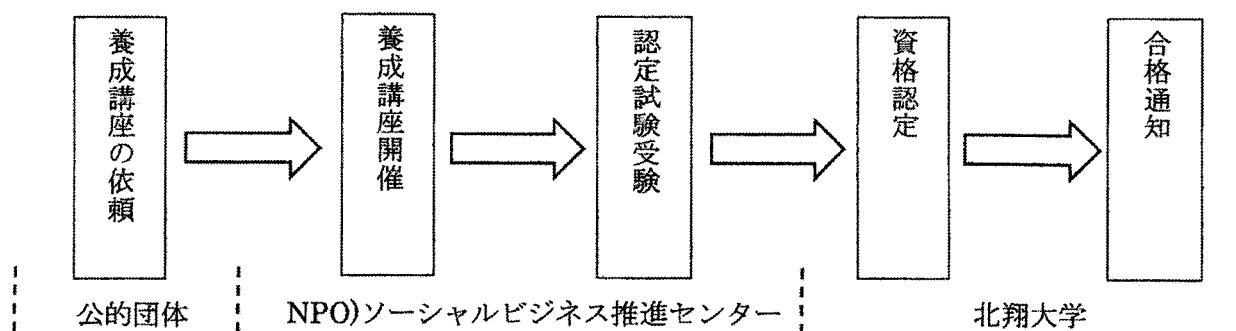 養成講座の依頼
養成講座開催
認定試験受験
資格認定
合格通知
公的団体
NPO)ソーシャルビジネス推進センター
北翔大学